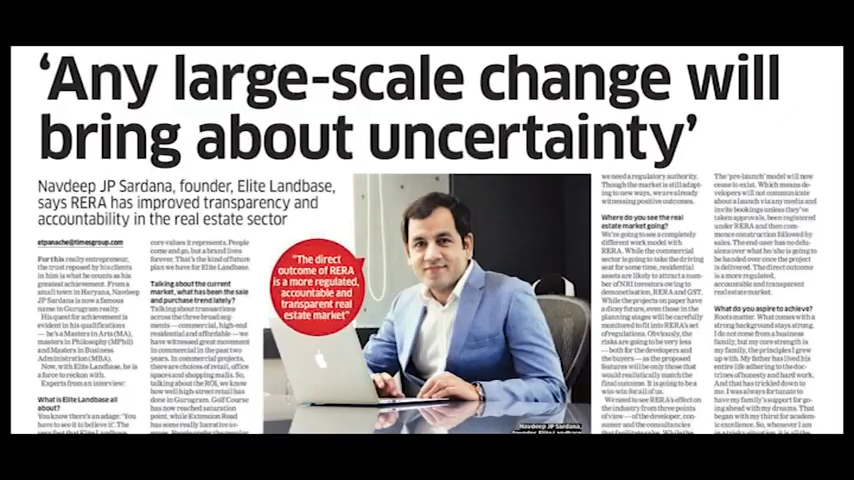 ‘Any large-scale change will
bring about uncertainty’
Navdeep JP Sardana, founder, Elite Landbase,
says RERA has improved transparency and
accountability in the real estate sector
etpanache@timesgroup.com
For this realty entrepreneur,
the trust reposed by his clients
in him is what he counts as his
greatest achievement. From a
small town in Haryana, Navdeep
JP Sardana is now a famous
name in Gurugram realty.
His quest for achievement is
evident in his qualifications
— he’s a Masters in Arts (MA),
masters in Philosophy (MPhil)
and Masters in Business
Administration (MBA).
Now, with Elite Landbase, he is
a force to reckon with.
Experts from an interview:
What is Elite Landbase all
about?
You know there’s an adage: ‘You
have to see it to believe it’. The
core values it represents. People
come and go, but a brand lives
forever. That’s the kind of future
plan we have for Elite Landbase.
Talking about the current
market, what has been the sale
and purchase trend lately?
Talking about transactions
across the three broad seg-
ments —commercial, high-end
residential and affordable— we
have witnessed great movement
in commercial in the past two
years. In commercial projects,
there are choices of retail, office
spaces and shopping malls. So,
talking about the ROI, we know
how well high-street retail has
done in Gurugram. Golf Course
has now reached saturation
point, while Extension Road
has some really lucrative av-
“The direct
outcome of RERA
is a more regulated,
accountable and
transparent real
estate market”
Navdeep JP Sardana,
founder, Elite Landbase
we need a regulatory authority.
Though the market is still adapt-
ing to new ways, we are already
witnessing positive outcomes.
Where do you see the real
estate market going?
We’re going to see a completely
different work model with
RERA. While the commercial
sector is going to take the driving
seat for some time, residential
assets are likely to attract a num-
ber of NRI investors owing to
demonetisation, RERA and GST.
While the projects on paper have
a dicey future, even those in the
planning stages will be carefully
monitored to fit into RERA’s set
of regulations. Obviously, the
risks are going to be very less
— both for the developers and
the buyers — as the proposed
features will be only those that
would realistically match the
final outcome. It is going to be a
win-win for all of us.
We need to see RERA’s effect on
the industry from three points
of view— of the developer, con-
sumer and the consultancies
that facilitate sales. While the
The ‘pre-launch’ model will now
cease to exist. Which means de-
velopers will not communicate
about a launch via any media and
invite bookings unless they’ve
taken approvals, been registered
under RERA and then com-
mence construction followed by
sales. The end-user has no delu-
sions over what he/she is going to
be handed over once the project
is delivered. The direct outcome
is a more regulated,
accountable and transparent
real estate market.
What do you aspire to achieve?
Roots matter. What comes with a
strong background stays strong.
I do not come from a business
family, but my core strength is
my family, the principles I grew
up with. My father has lived his
entire life adhering to the doc-
trines of honesty and hard work.
And that has trickled down to
me. I was always fortunate to
have my family’s support for go-
ing ahead with my dreams. That
began with my thirst for academ-
ic excellence. So, whenever I am
in a tricky situation, it is all the